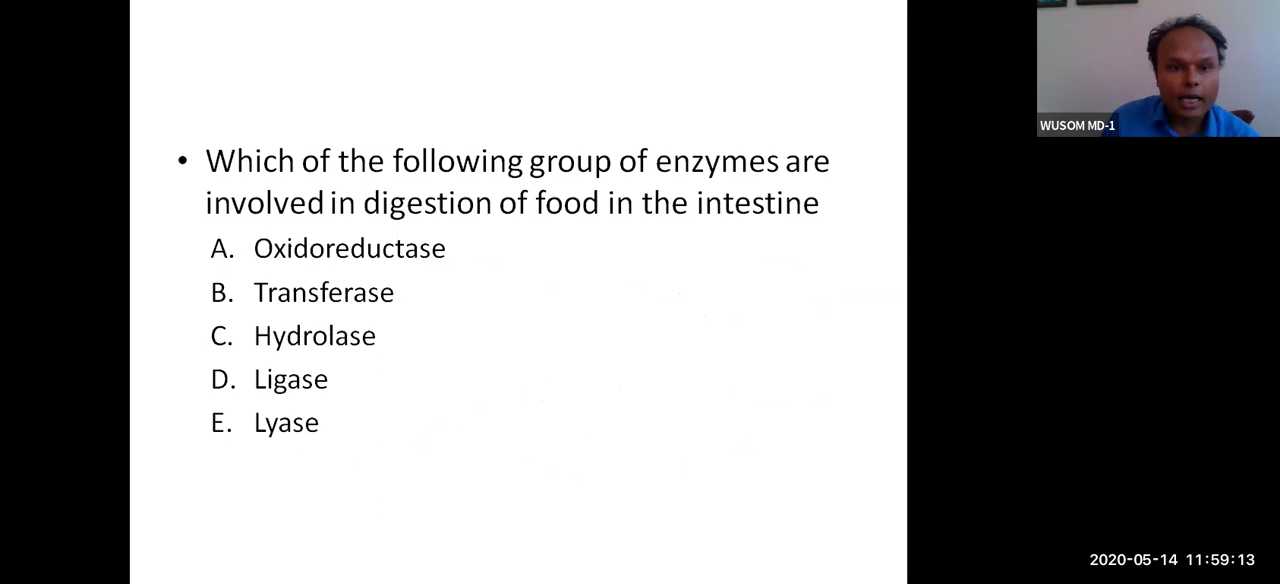 • Which of the following group of enzymes are
involved in digestion of food in the intestine
A. Oxidoreductase
B. Transferase
C. Hydrolase
D. Ligase
E. Lyase
WUSOM MD-1
2020-05-14 11:59:13